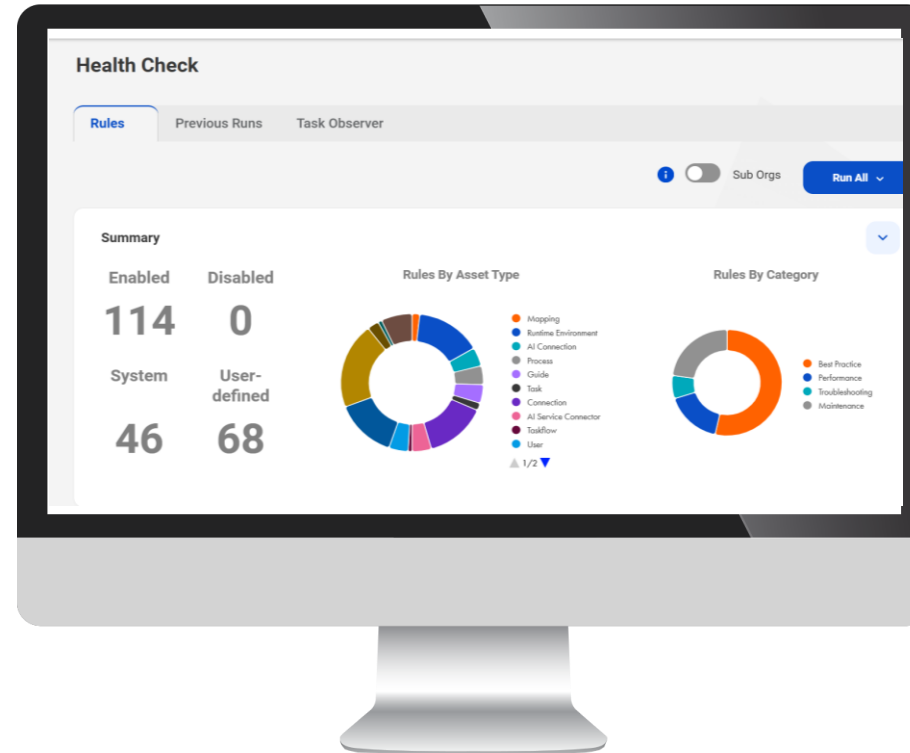 Health Check
Rules
Previous Runs
Task Observer
Sub Orgs
Run All
Summary
Enabled
Disabled
114
0
System
User-
defined
46
68
Rules By Asset Type
Mapping
Runtime Environment
AI Connection
Process
Guide
Task
Connection
AI Service Connector
Taskflow
User
1/2
Rules By Category
Best Practice
Performance
Troubleshooting
Maintenance